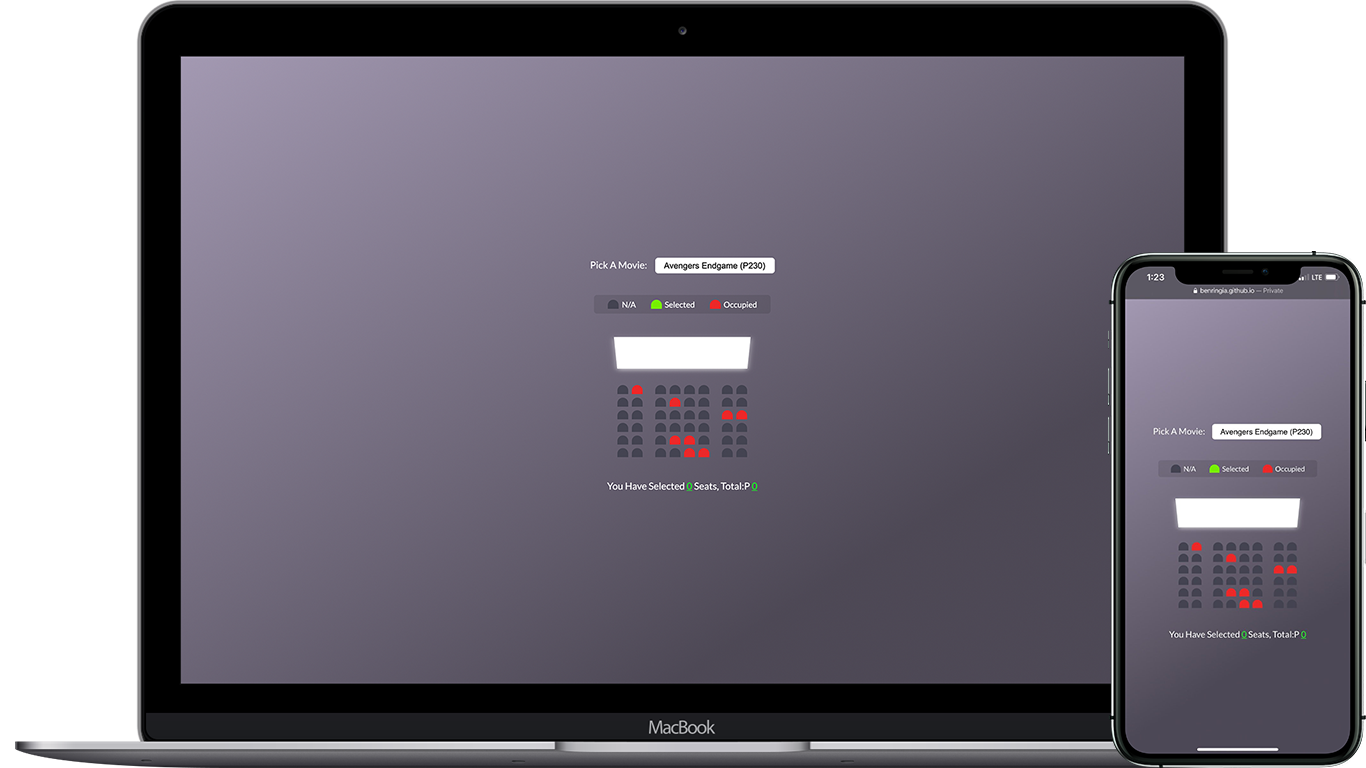 Pick A Movie: Avengers Endgame (P230)
N/A Selected Occupied
You Have Selected 0 Seats, Total:P 0
MacBook
1:23 LTE
benringia.github.io — Private
Pick A Movie: Avengers Endgame (P230)
N/A Selected Occupied
You Have Selected 0 Seats, Total:P 0